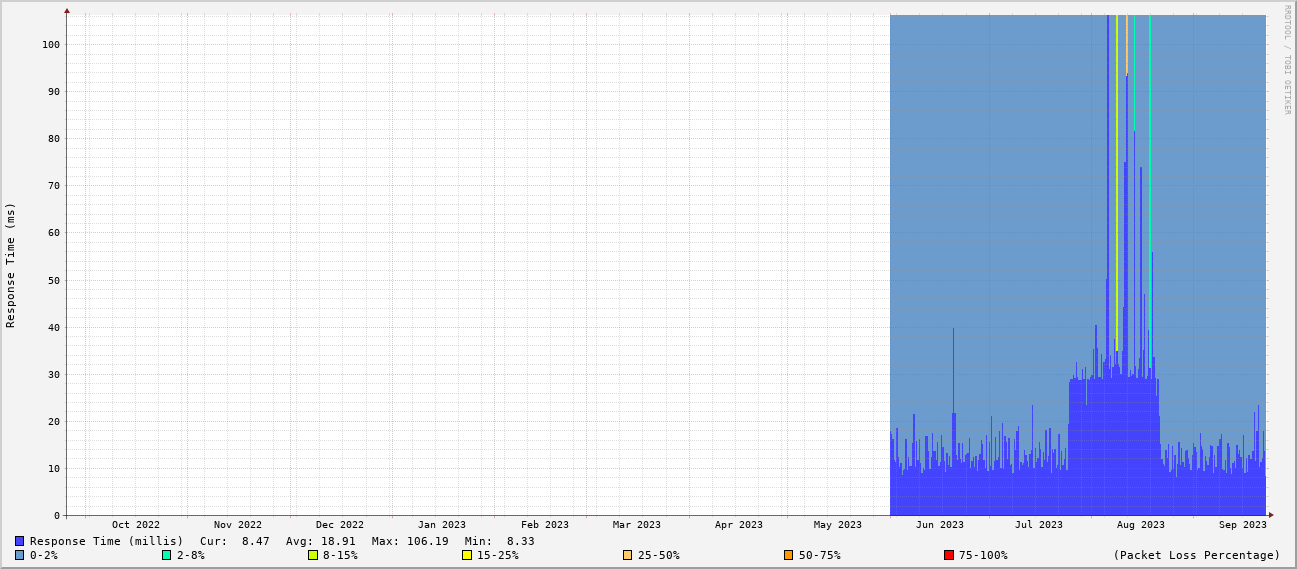 RRDTOOL / TOBI OETIKER
Response Time (ms)
100
90
80
70
60
50
40
30
20
10
0
Oct 2022 Nov 2022 Dec 2022 Jan 2023 Feb 2023 Mar 2023 Apr 2023 May 2023 Jun 2023 Jul 2023 Aug 2023 Sep 2023
Response Time (millis) Cur: 8.47 Avg: 18.91 Max: 106.19 Min: 8.33
0-2% 2-8% 8-15% 15-25% 25-50% 50-75% 75-100% (Packet Loss Percentage)